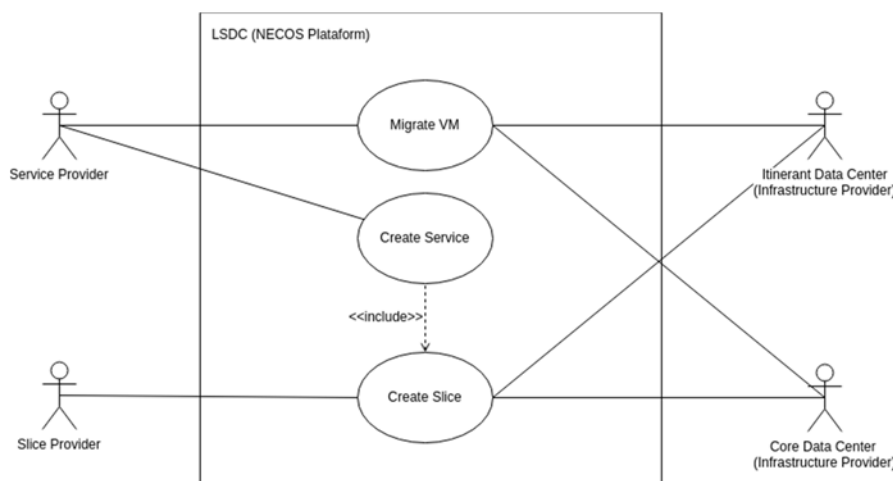 LSDC (NECOS Plataform)
Migrate VM
Service Provider
Itinerant Data Center
(Infrastructure Provider)
Create Service
<<include>>
Create Slice
Slice Provider
Core Data Center
(Infrastructure Provider)